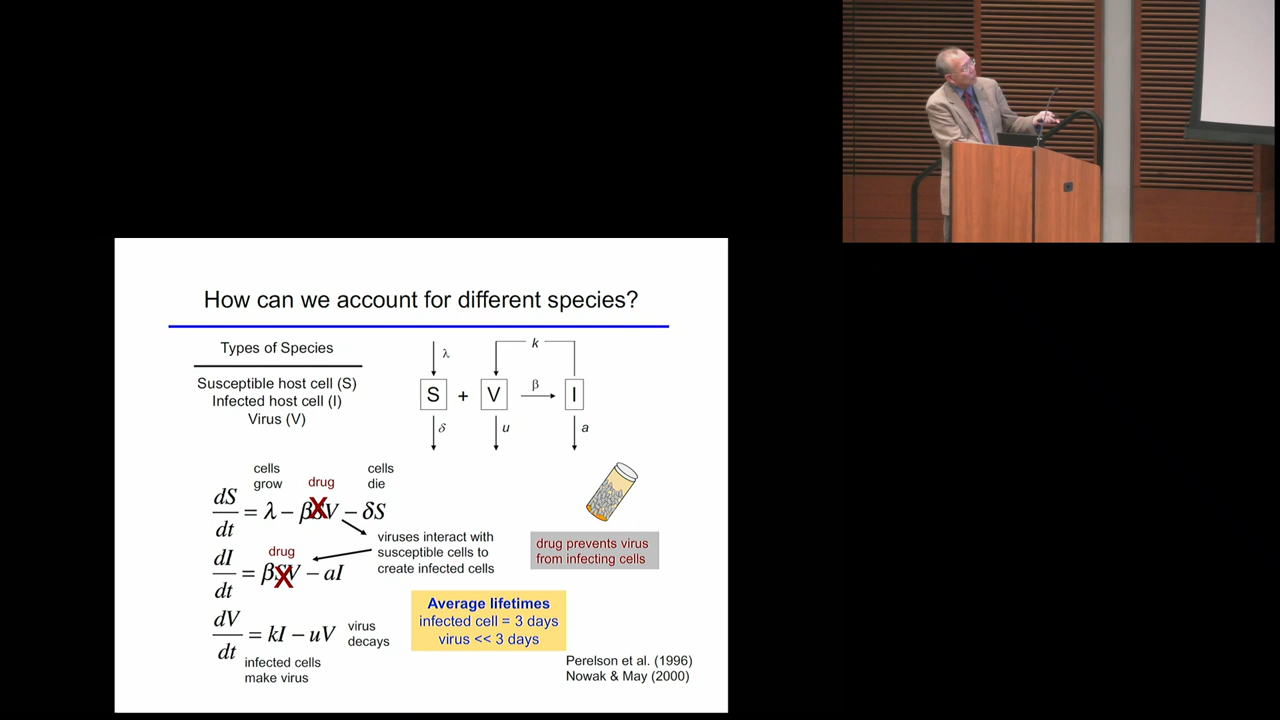 How can we account for different species?
Types of Species
Susceptible host cell (S)
Infected host cell (I)
Virus (V)
λ
k
S + V β I
δ
u
a
cells
grow
drug
cells
die
dS/dt = λ − βSV − δS
X
viruses interact with
susceptible cells to
create infected cells
drug
dI/dt = βSV − aI
X
dV/dt = kI − uV
virus
decays
infected cells
make virus
drug prevents virus
from infecting cells
Average lifetimes
infected cell = 3 days
virus << 3 days
Perelson et al. (1996)
Nowak & May (2000)